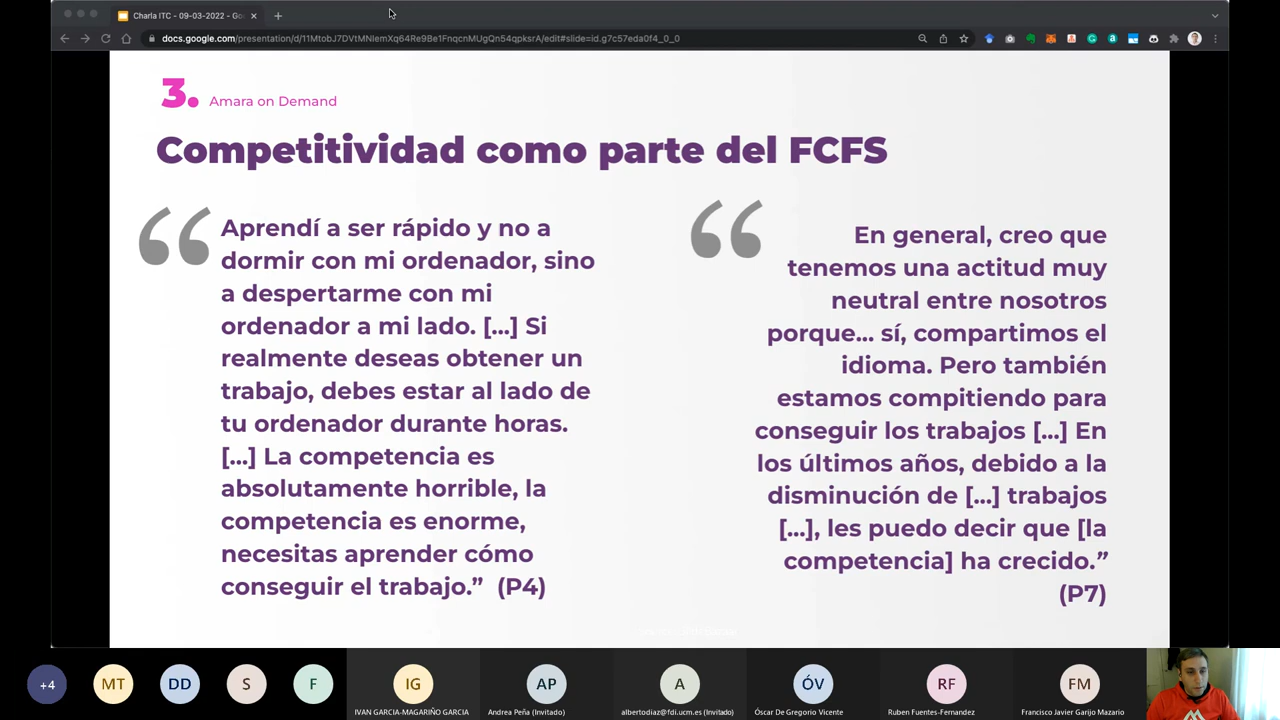 Charla ITC - 09-03-2022 - Go
docs.google.com/presentation/d/11MtobJ7DVtMNIemXq64Re9Be1FnqcnMUgQn54qpksrA/edit#slide=id.g7c57eda0f4_0_0
3. Amara on Demand
Competitividad como parte del FCFS
“ Aprendí a ser rápido y no a
dormir con mi ordenador, sino
a despertarme con mi
ordenador a mi lado. [...] Si
realmente deseas obtener un
trabajo, debes estar al lado de
tu ordenador durante horas.
[...] La competencia es
absolutamente horrible, la
competencia es enorme,
necesitas aprender cómo
conseguir el trabajo.” (P4)
“ En general, creo que
tenemos una actitud muy
neutral entre nosotros
porque... sí, compartimos el
idioma. Pero también
estamos compitiendo para
conseguir los trabajos [...] En
los últimos años, debido a la
disminución de [...] trabajos
[...], les puedo decir que [la
competencia] ha crecido.”
(P7)
+4
MT
DD
S
F
IG
AP
A
ÓV
RF
FM
IVAN GARCIA-MAGARIÑO GARCIA
Andrea Peña (Invitado)
albertodiaz@fdi.ucm.es (Invitado)
Óscar De Gregorio Vicente
Ruben Fuentes-Fernandez
Francisco Javier Garijo Mazario